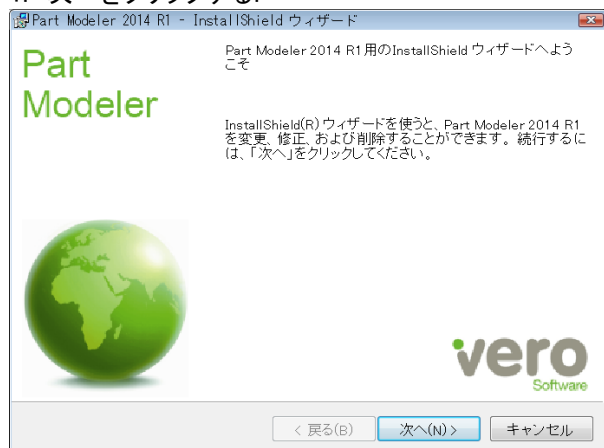 Part Modeler 2014 R1 - InstallShield ウィザード
Part
Modeler
Part Modeler 2014 R1用のInstallShield ウィザードへよう
こそ
InstallShield(R) ウィザードを使うと、Part Modeler 2014 R1
を変更、修正、および削除することができます。続行するに
は、「次へ」をクリックしてください。
vero
Software
< 戻る(B)
次へ(N) >
キャンセル